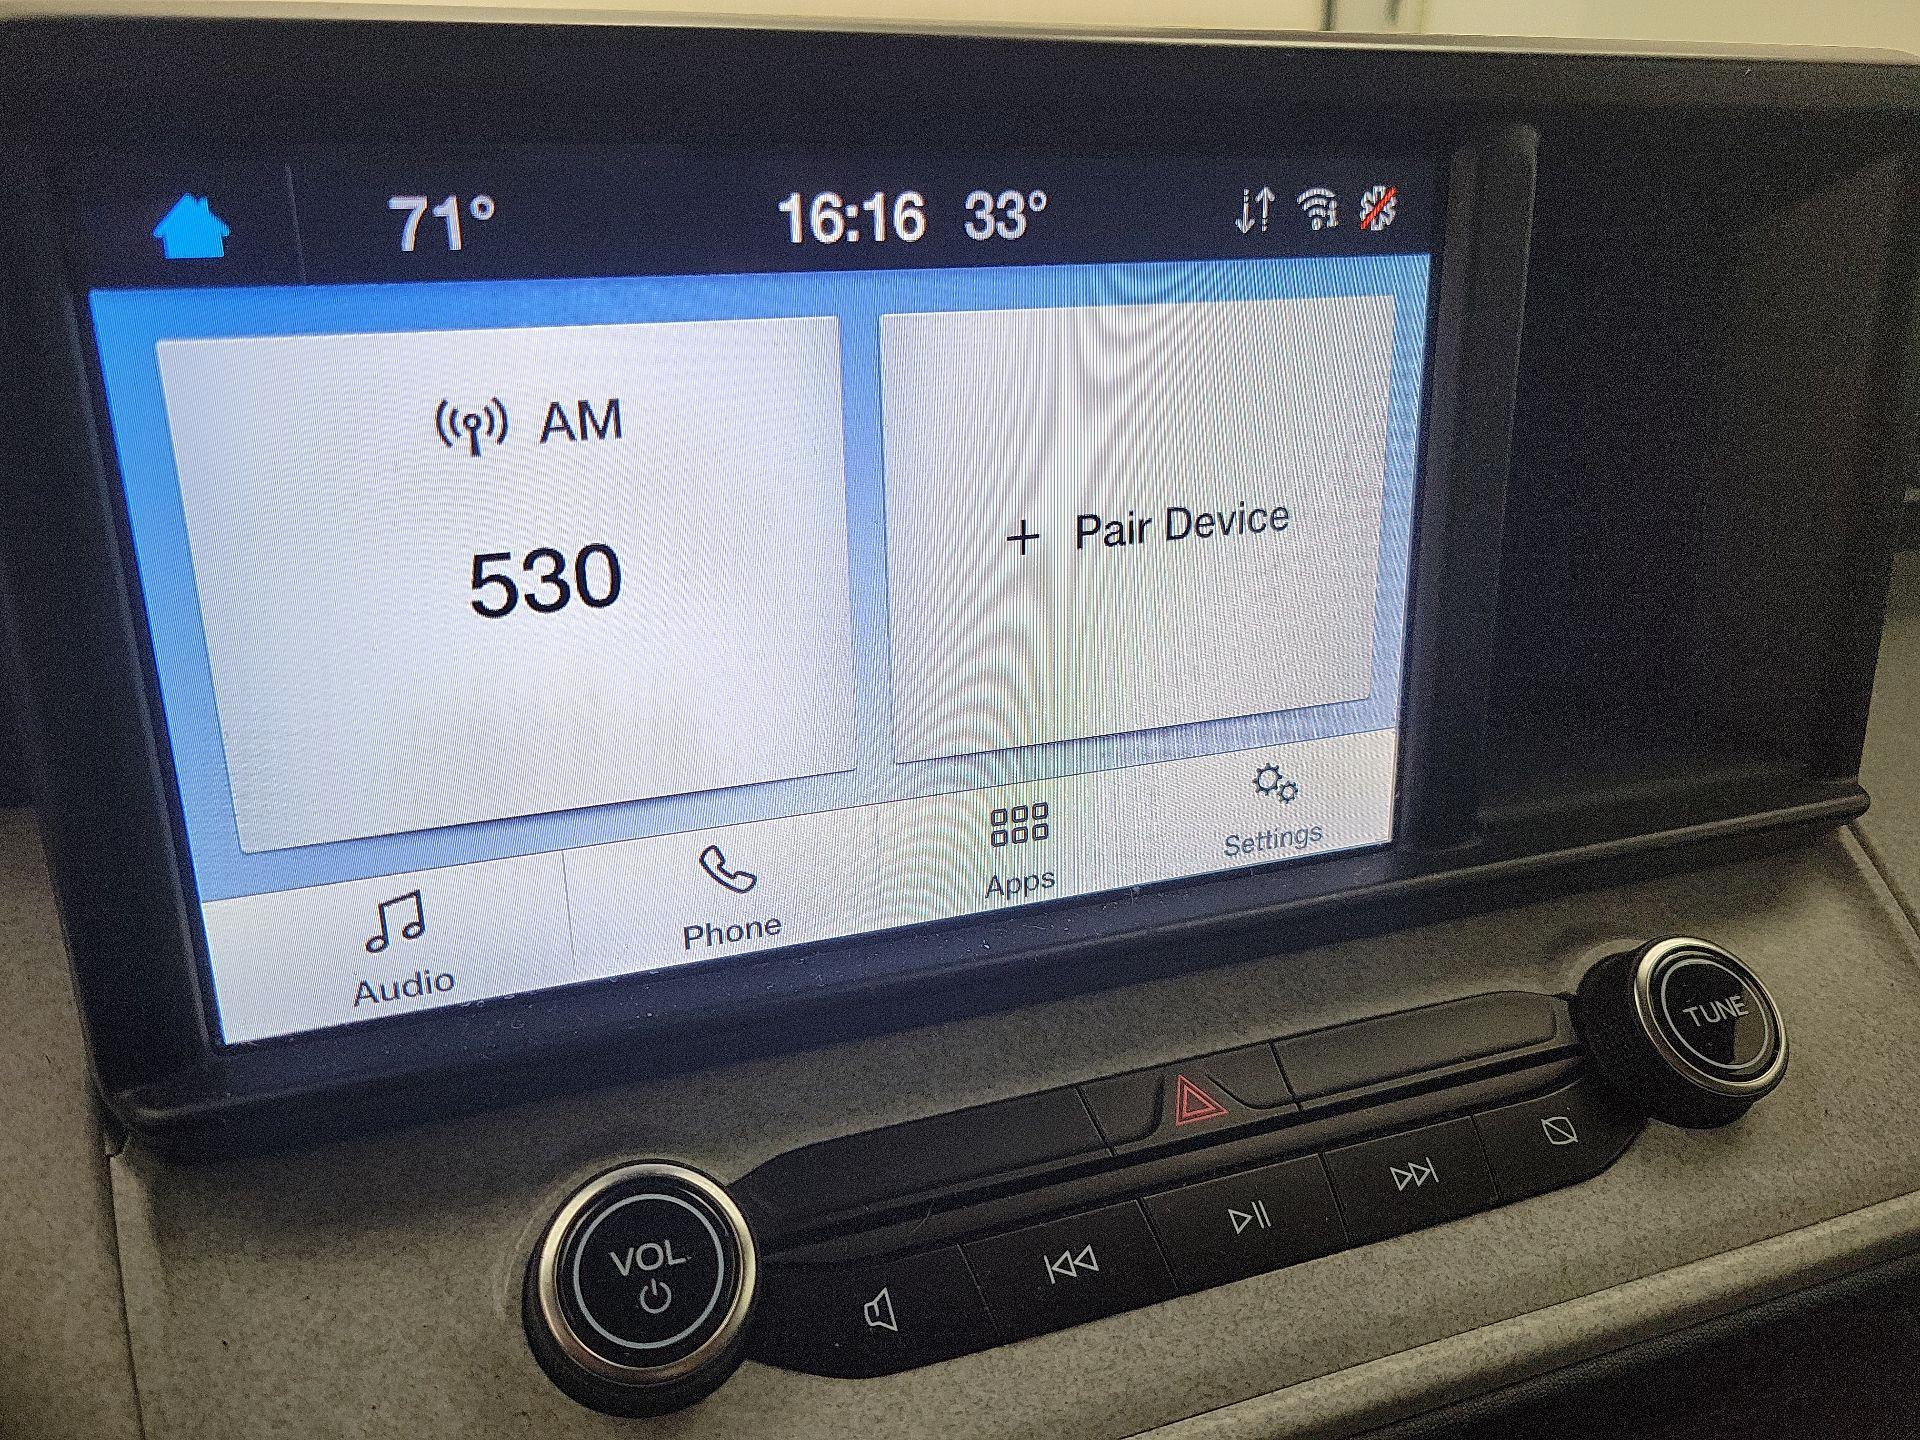 71° 16:16 33°
AM
530
+ Pair Device
Audio
Phone
Apps
Settings
TUNE
VOL